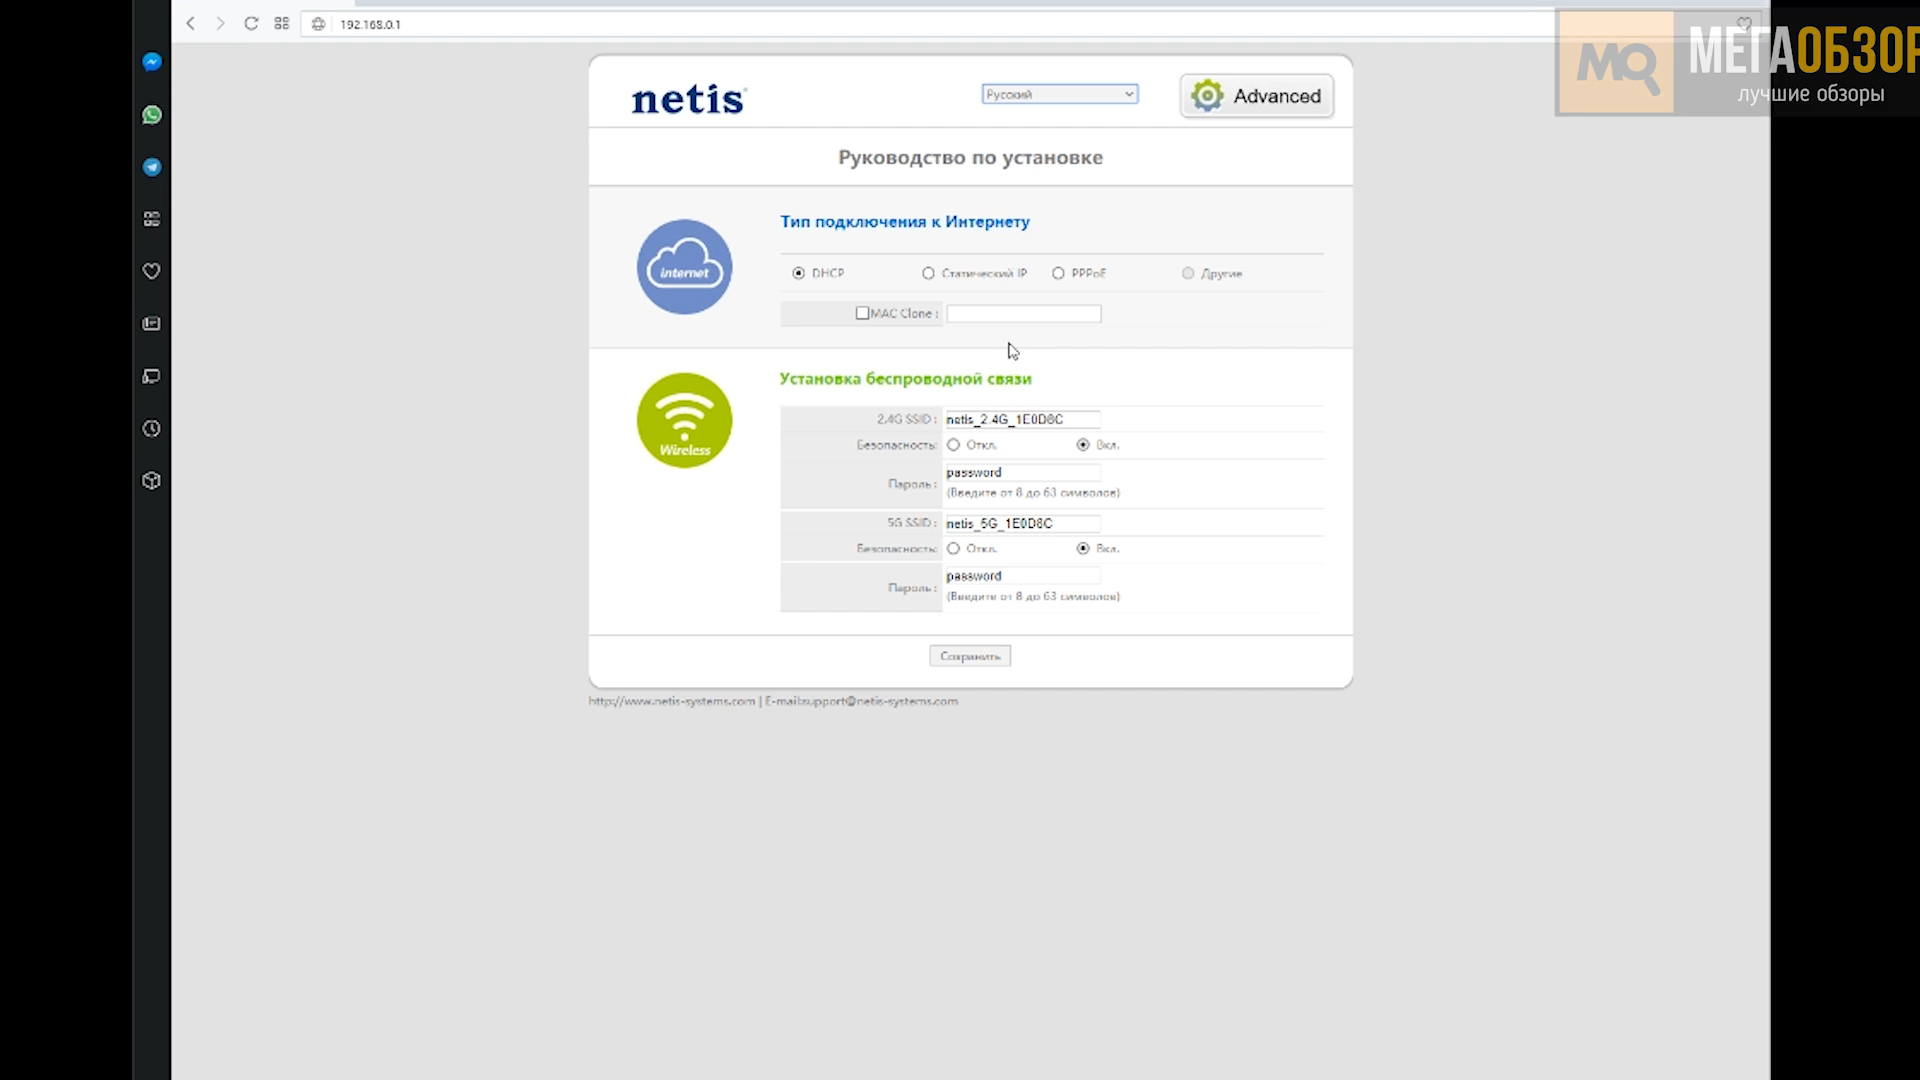 192.168.0.1
МЕГАОБЗОР
MQ
лучшие обзоры
netis
Русский
Advanced
Руководство по установке
internet
Тип подключения к Интернету
DHCP
Статический IP
PPPoE
Другие
MAC Clone :
Wireless
Установка беспроводной связи
2.4G SSID : netis_2.4G_1E0D8C
Безопасность: Откл. Вкл.
Пароль : password
(Введите от 8 до 63 символов)
5G SSID : netis_5G_1E0D8C
Безопасность: Откл. Вкл.
Пароль : password
(Введите от 8 до 63 символов)
Сохранить
http://www.netis-systems.com | E-mail:support@netis-systems.com